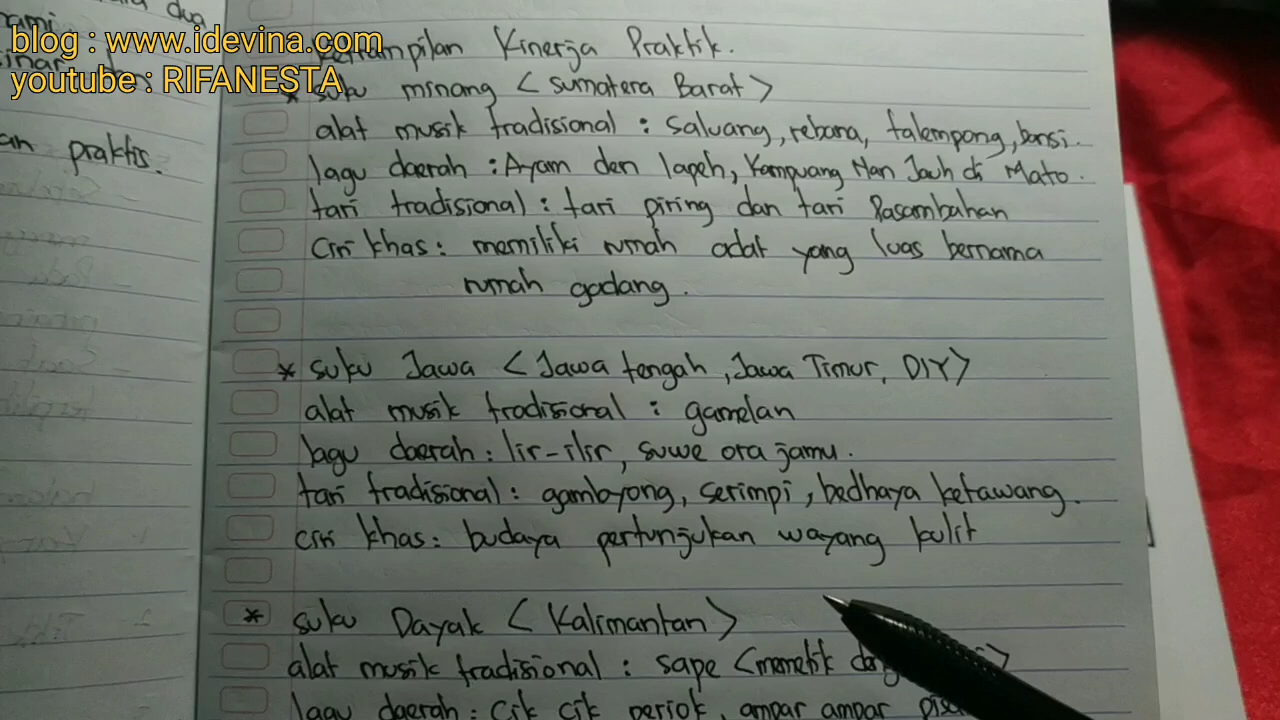 blog : www.idevina.com
youtube : RIFANESTA
dua
praktis.
Kinerja Praktik.
* Suku minang <Sumatera Barat>
alat musik tradisional : saluang, rebana, talempong, bansi.
lagu daerah : Ayam den lapeh, Kampuang Nan Jauh di Mato.
tari tradisional : tari piring dan tari Pasambahan
Ciri khas : memiliki rumah adat yang luas bernama
rumah gadang.
* suku Jawa <Jawa tengah, Jawa Timur, DIY>
alat musik tradisional : gamelan
lagu daerah : lir-ilir, suwe ora jamu.
tari tradisional : gambyong, serimpi, bedhaya ketawang.
ciri khas : budaya pertunjukan wayang kulit
* suku Dayak <Kalimantan>
alat musik tradisional : sape <memetik
lagu daerah : Cik cik periok, ampar ampar